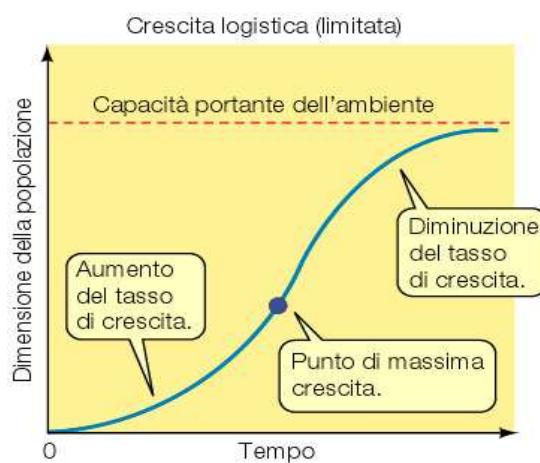 Crescita logistica (limitata)
Capacità portante dell'ambiente
Dimensione della popolazione
Aumento
del tasso
di crescita.
Diminuzione
del tasso
di crescita.
Punto di massima
crescita.
0
Tempo